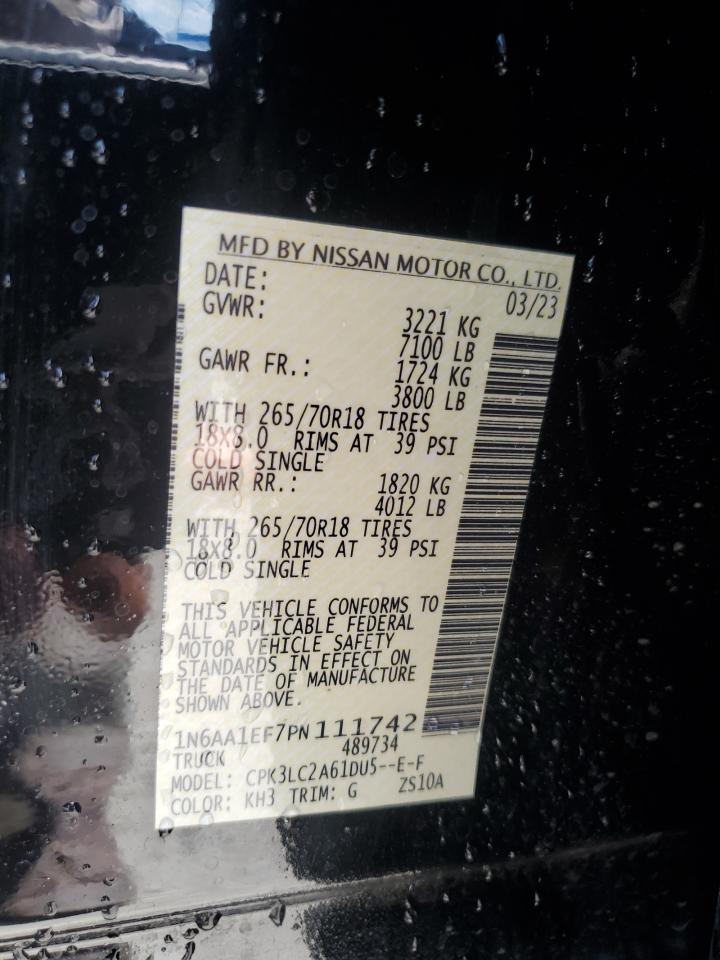 MFD BY NISSAN MOTOR CO., LTD.
DATE: 03/23
GVWR: 3221 KG
7100 LB
GAWR FR.: 1724 KG
3800 LB
WITH 265/70R18 TIRES
18X8.0 RIMS AT 39 PSI
COLD SINGLE
GAWR RR.: 1820 KG
4012 LB
WITH 265/70R18 TIRES
18X8.0 RIMS AT 39 PSI
COLD SINGLE
THIS VEHICLE CONFORMS TO
ALL APPLICABLE FEDERAL
MOTOR VEHICLE SAFETY
STANDARDS IN EFFECT ON
THE DATE OF MANUFACTURE
SHOWN ABOVE.
1N6AA1EF7PN111742
TRUCK 489734
MODEL: CPK3LC2A61DU5--E-F
COLOR: KH3 TRIM: G ZS10A